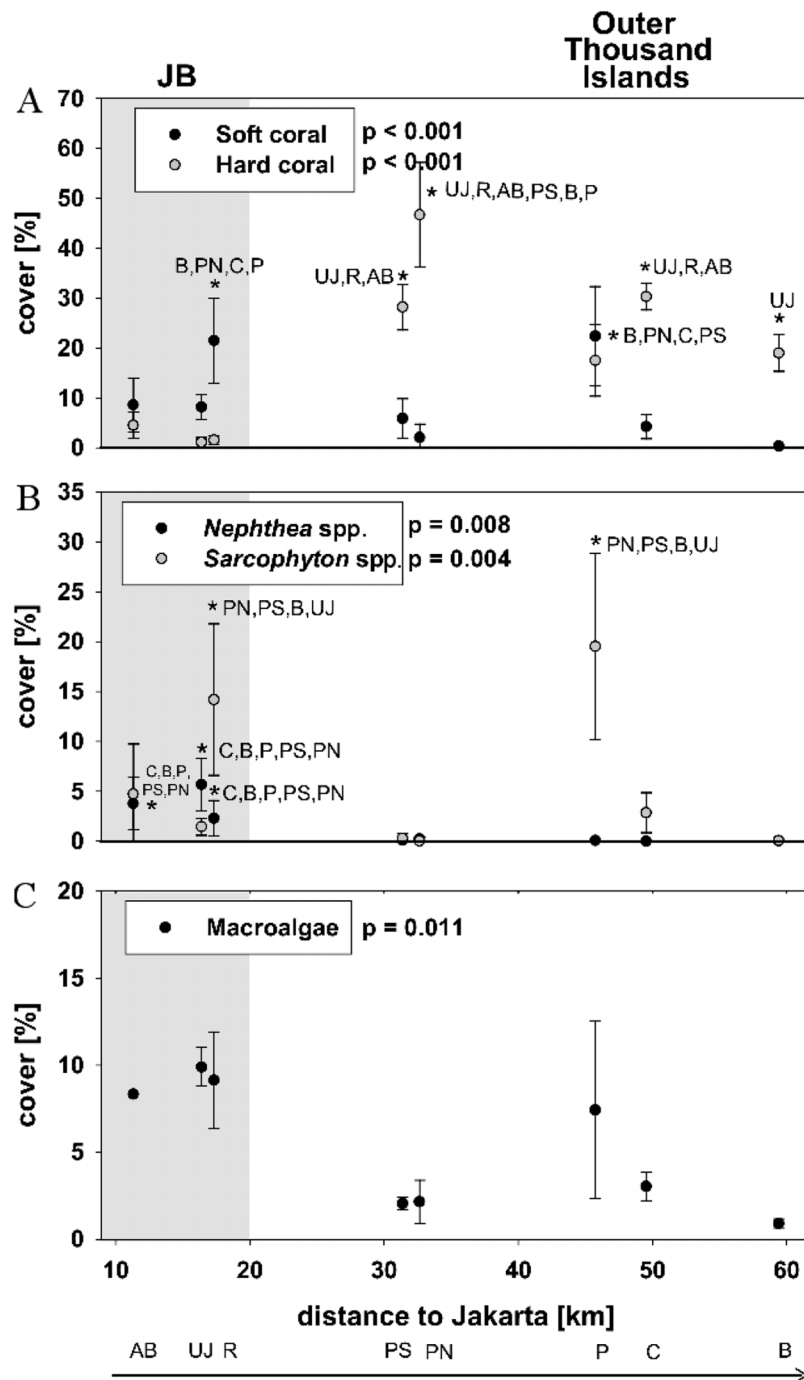 JB
Outer
Thousand
Islands
A
70
60
50
40
30
20
10
0
cover [%]
Soft coral p < 0.001
Hard coral p < 0.001
B,PN,C,P
*
UJ,R,AB *
* UJ,R,AB,PS,B,P
* B,PN,C,PS
*UJ,R,AB
UJ
*
B
35
30
25
20
15
10
5
0
cover [%]
Nephthea spp. p = 0.008
Sarcophyton spp. p = 0.004
* PN,PS,B,UJ
* PN,PS,B,UJ
C,B,P,
PS,PN
*
* C,B,P,PS,PN
* C,B,P,PS,PN
C
20
15
10
5
0
cover [%]
Macroalgae p = 0.011
10 20 30 40 50 60
distance to Jakarta [km]
AB UJ R PS PN P C B